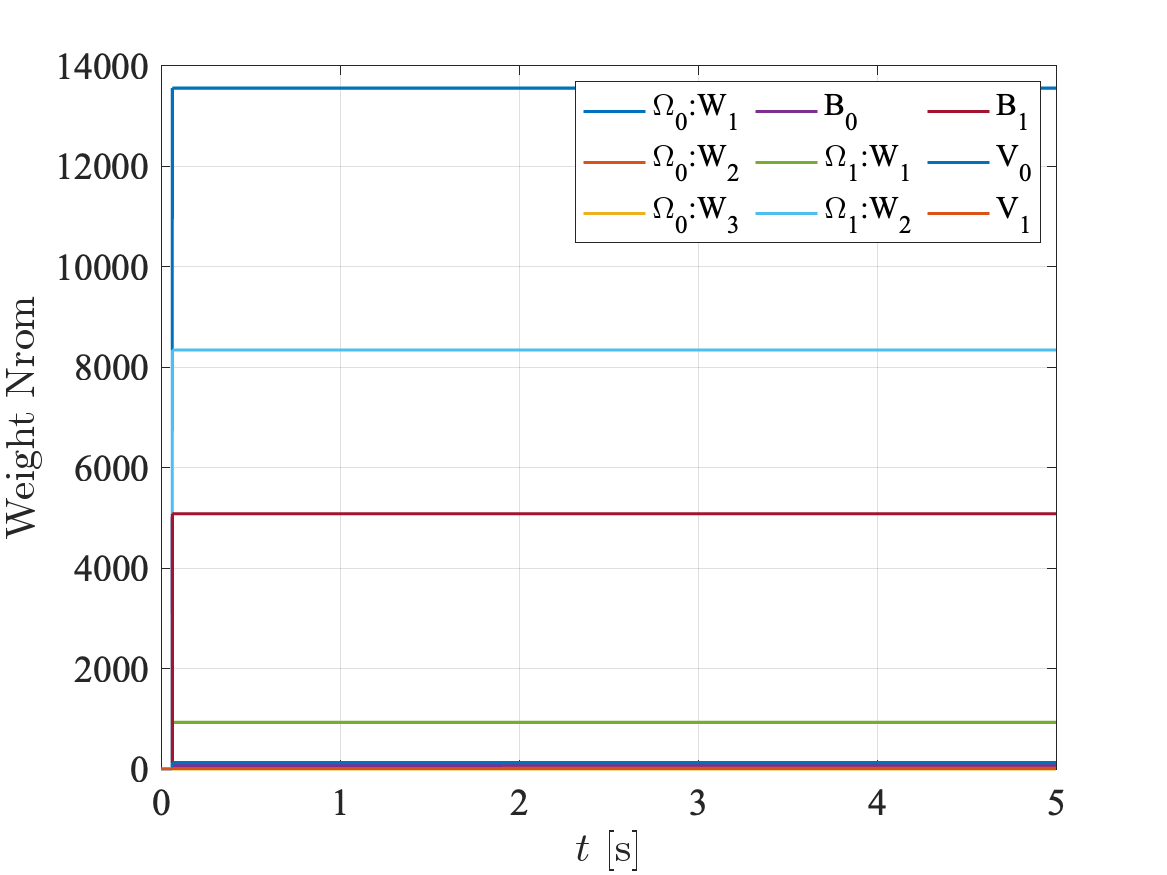 14000
12000
10000
8000
6000
4000
2000
0
Weight Nrom
Ω₀:W₁ B₀ B₁
Ω₀:W₂ Ω₁:W₁ V₀
Ω₀:W₃ Ω₁:W₂ V₁
0 1 2 3 4 5
t [s]